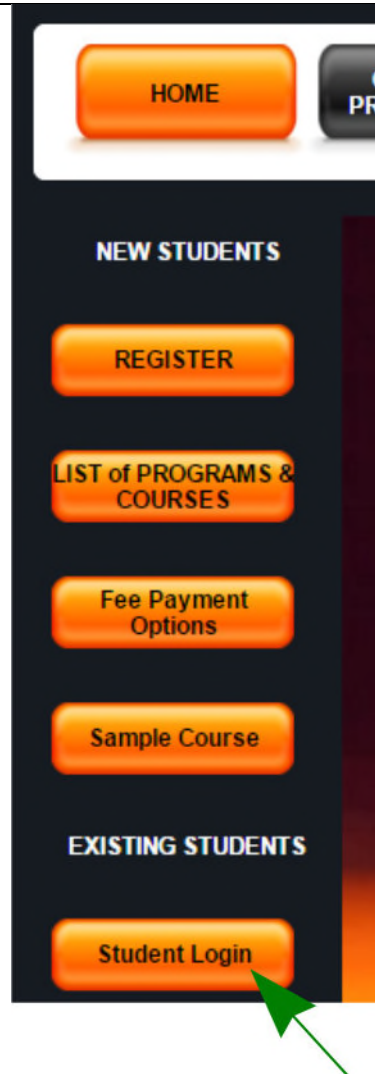 HOME
NEW STUDENTS
REGISTER
LIST of PROGRAMS &
COURSES
Fee Payment
Options
Sample Course
EXISTING STUDENTS
Student Login